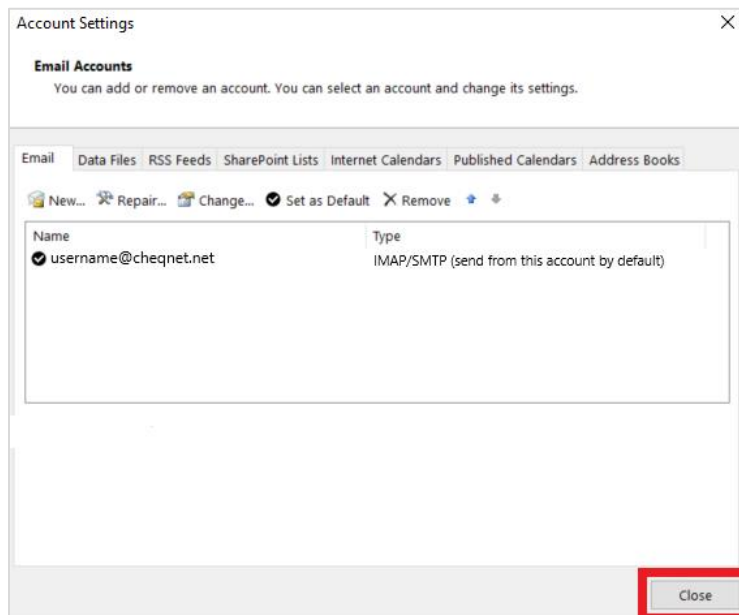 Account Settings
Email Accounts
You can add or remove an account. You can select an account and change its settings.
Email Data Files RSS Feeds SharePoint Lists Internet Calendars Published Calendars Address Books
New... Repair... Change... Set as Default Remove
Name Type
username@cheqnet.net IMAP/SMTP (send from this account by default)
Close